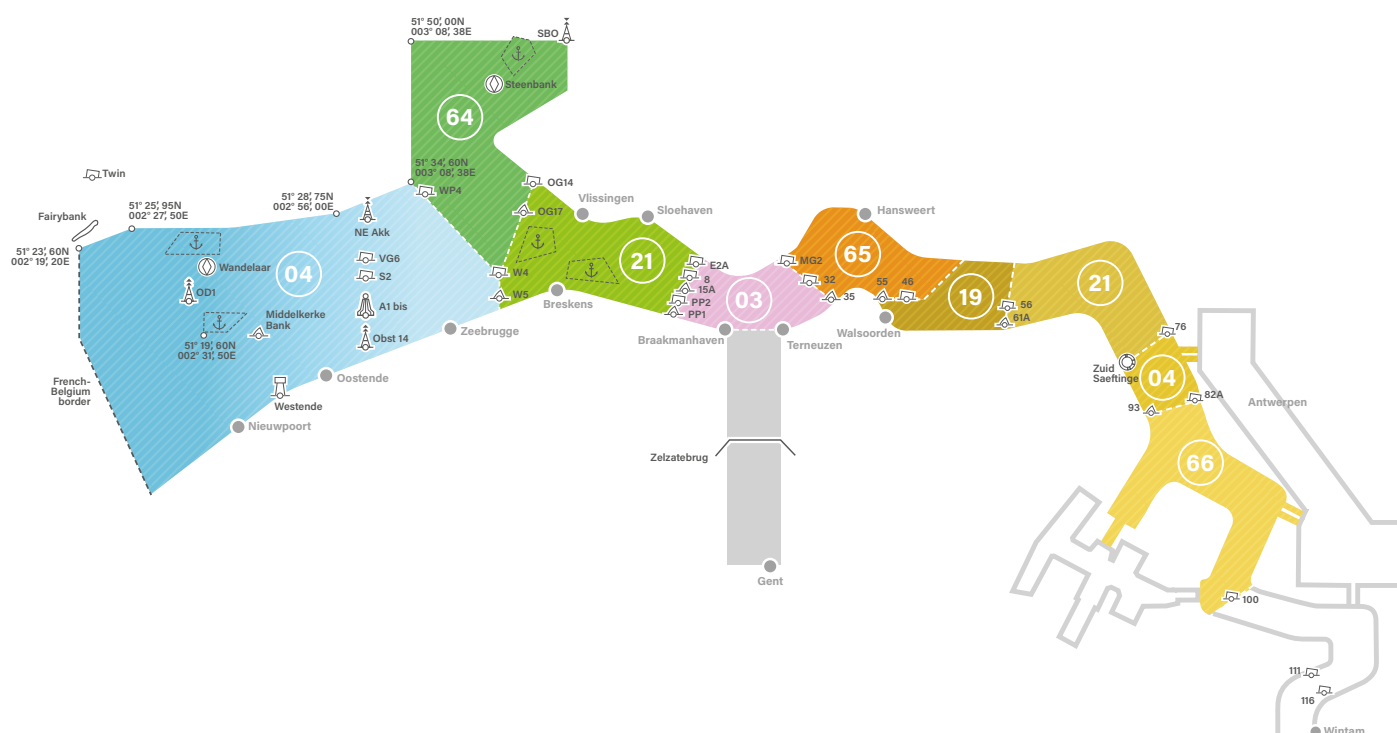 51° 50', 00N
003° 08', 38E
SBO
Steenbank
64
51° 34', 60N
003° 08', 38E
WP4
OG14
OG17
Vlissingen
Sloehaven
Twin
Fairybank
51° 25', 95N
002° 27', 50E
51° 28', 75N
002° 56', 00E
51° 23', 60N
002° 19', 20E
NE Akk
VG6
S2
A1 bis
Obst 14
Wandelaar
OD1
04
Middelkerke
Bank
51° 19', 60N
002° 31', 50E
French-
Belgium
border
Westende
Nieuwpoort
Oostende
Zeebrugge
W4
W5
Breskens
21
E2A
8
15A
PP2
PP1
03
Braakmanhaven
Terneuzen
Zelzatebrug
Gent
MG2
32
35
65
Hansweert
55
46
Walsoorden
19
56
61A
21
76
Zuid
Saeftinge
04
82A
93
Antwerpen
66
100
111
116
Wintam